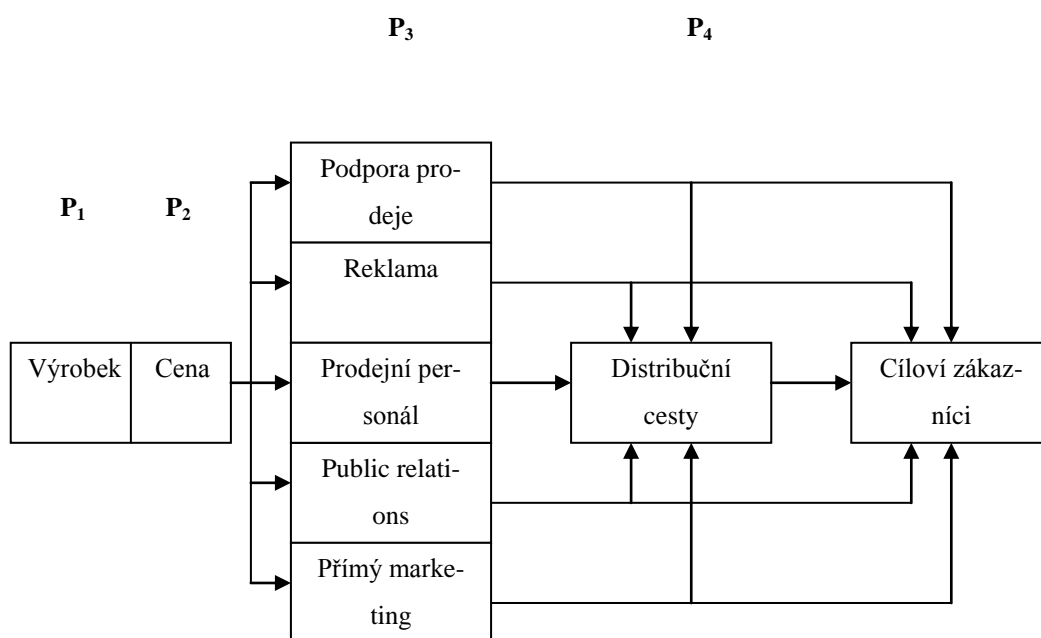 P₃ P₄
P₁ P₂
Podpora pro-
deje
Reklama
Výrobek Cena
Prodejní per-
sonál
Distribuční
cesty
Cíloví zákaz-
níci
Public relati-
ons
Přímý marke-
ting